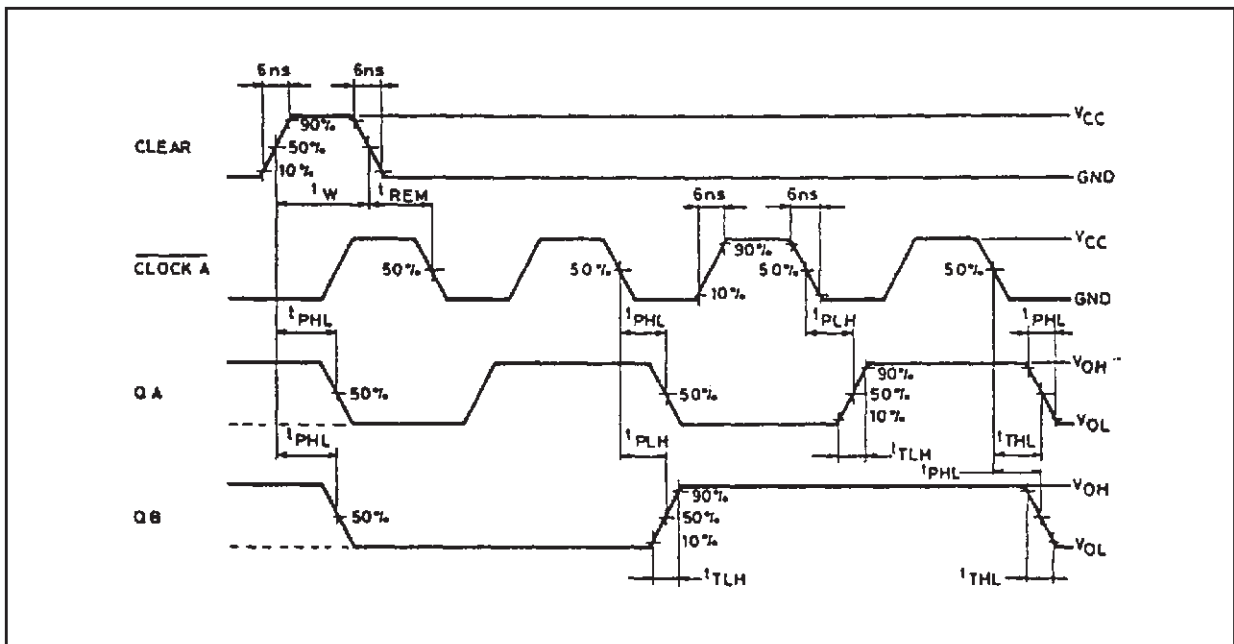 6ns 6ns
CLEAR 90% 50% 10% VCC GND
tW tREM
6ns 6ns
CLOCK A 50% 50% 90% 10% 50% 50% VCC GND
tPHL tPHL tPLH tPHL
QA 50% 50% 90% 50% 10% VOH VOL
tPHL tPLH tTLH tTHL
tPHL
QB 50% 90% 50% 10% VOH VOL
tTLH tTHL